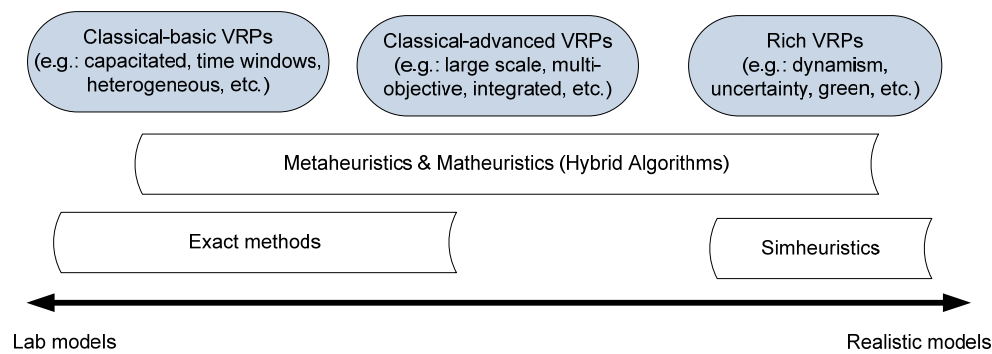 Classical-basic VRPs
(e.g.: capacitated, time windows,
heterogeneous, etc.)
Classical-advanced VRPs
(e.g.: large scale, multi-
objective, integrated, etc.)
Rich VRPs
(e.g.: dynamism,
uncertainty, green, etc.)
Metaheuristics & Matheuristics (Hybrid Algorithms)
Exact methods
Simheuristics
Lab models
Realistic models